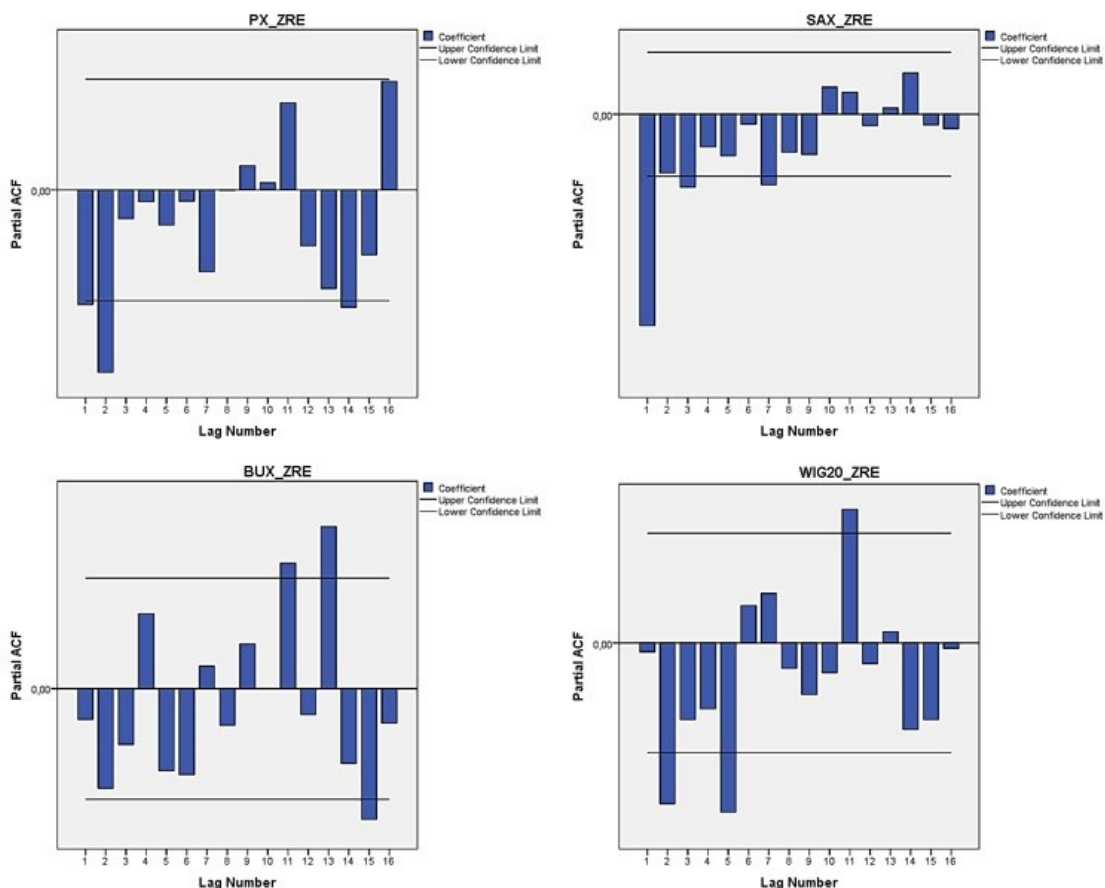 PX_ZRE
Coefficient
Upper Confidence Limit
Lower Confidence Limit
Partial ACF
0,00
1 2 3 4 5 6 7 8 9 10 11 12 13 14 15 16
Lag Number
SAX_ZRE
Coefficient
Upper Confidence Limit
Lower Confidence Limit
Partial ACF
0,00
1 2 3 4 5 6 7 8 9 10 11 12 13 14 15 16
Lag Number
BUX_ZRE
Coefficient
Upper Confidence Limit
Lower Confidence Limit
Partial ACF
0,00
1 2 3 4 5 6 7 8 9 10 11 12 13 14 15 16
Lag Number
WIG20_ZRE
Coefficient
Upper Confidence Limit
Lower Confidence Limit
Partial ACF
0,00
1 2 3 4 5 6 7 8 9 10 11 12 13 14 15 16
Lag Number